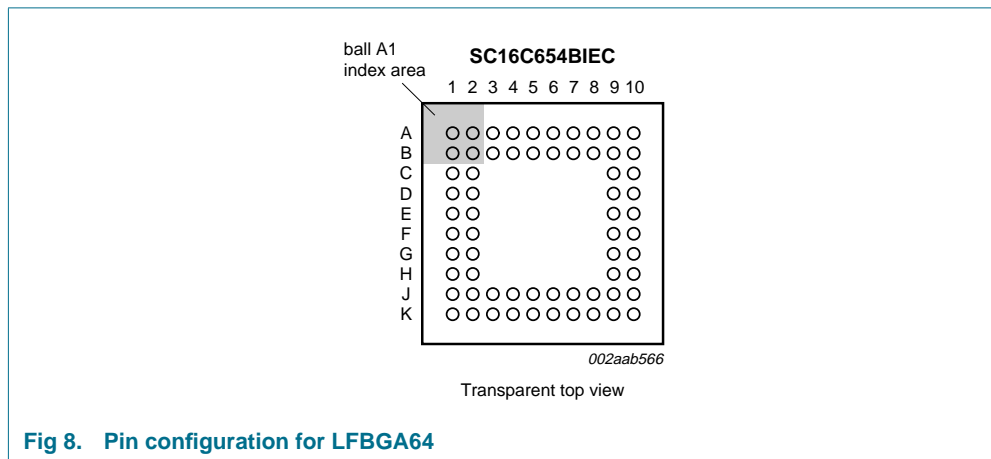 ball A1
index area
SC16C654BIEC
1 2 3 4 5 6 7 8 9 10
A
B
C
D
E
F
G
H
J
K
002aab566
Transparent top view
Fig 8. Pin configuration for LFBGA64